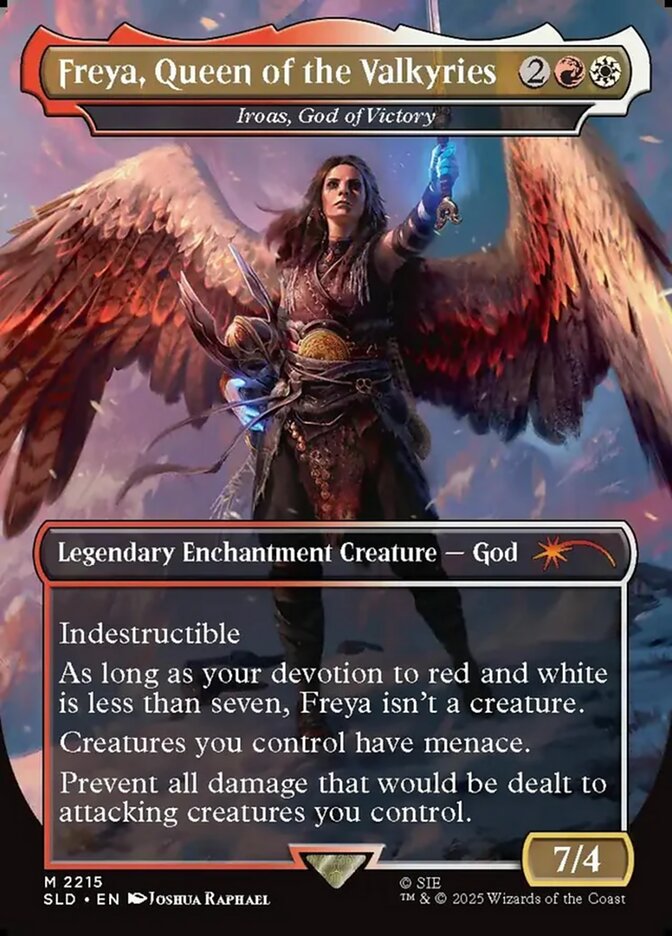 Freya, Queen of the Valkyries 2
Iroas, God of Victory
Legendary Enchantment Creature — God
Indestructible
As long as your devotion to red and white
is less than seven, Freya isn't a creature.
Creatures you control have menace.
Prevent all damage that would be dealt to
attacking creatures you control.
7/4
M 2215
SLD • EN Joshua Raphael
© SIE
™ & © 2025 Wizards of the Coast